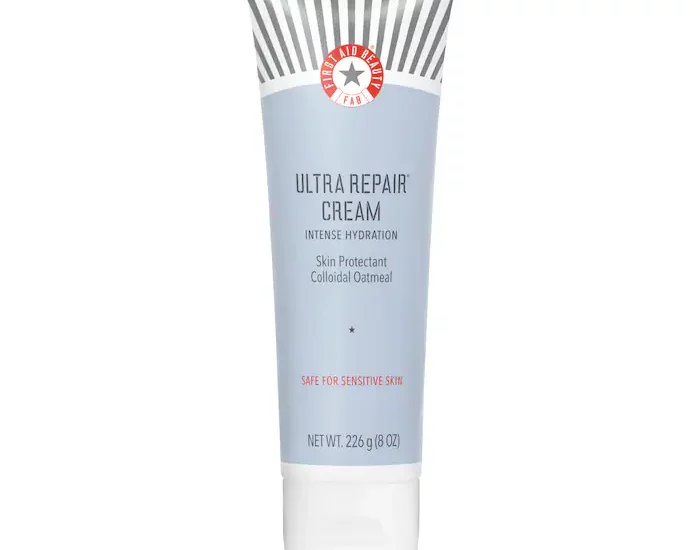 FIRST AID BEAUTY®
FAB
ULTRA REPAIR®
CREAM
INTENSE HYDRATION
Skin Protectant
Colloidal Oatmeal
SAFE FOR SENSITIVE SKIN
NET WT. 226 g (8 OZ)